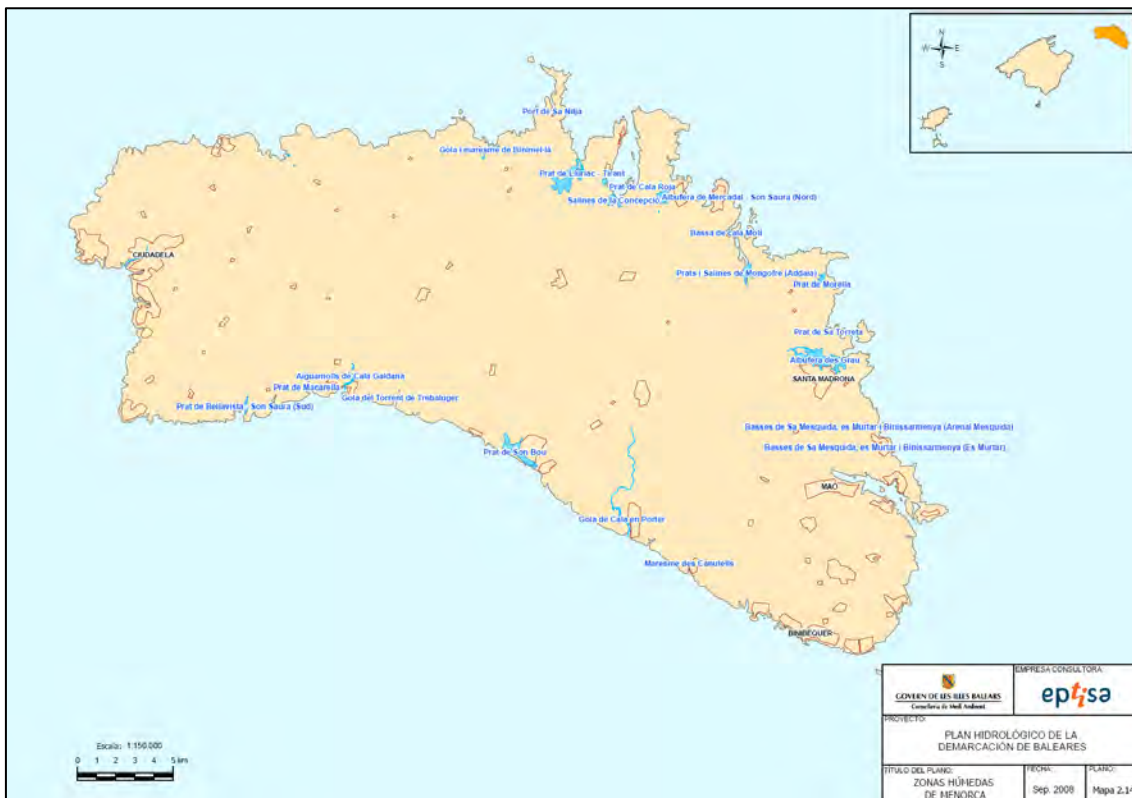 N
W E
S
Port de Sa Nitja
Gola i maresme de Binimel·là
Prat de Lluriac - Tirant
Prat de Cala Roja
Salines de la Concepció
Albufera de Mercadal - Son Saura (Nord)
Bassa de Cala Molí
CIUDADELA
Prats i Salines de Mongofre (Addaia)
Prat de Morella
Prat de Sa Torreta
Albufera des Grau
SANTA MADRONA
Aiguamolls de Cala Galdana
Prat de Macarella
Gola del Torrent de Trebalúger
Prat de Bellavista - Son Saura (Sud)
Basses de Sa Mesquida, es Murtar i Binissarmenya (Arenal Mesquida)
Basses de Sa Mesquida, es Murtar i Binissarmenya (Es Murtar)
Prat de Son Bou
MAÓ
Gola de Cala en Porter
Maresme des Canutells
BINIBEQUER
Escala: 1:150.000
0 1 2 3 4 5 km
GOVERN DE LES ILLES BALEARS
Conselleria de Medi Ambient
EMPRESA CONSULTORA:
eptisa
PROYECTO:
PLAN HIDROLÓGICO DE LA
DEMARCACIÓN DE BALEARES
TÍTULO DEL PLANO:
ZONAS HÚMEDAS
DE MENORCA
FECHA:
Sep. 2008
PLANO:
Mapa 2.14